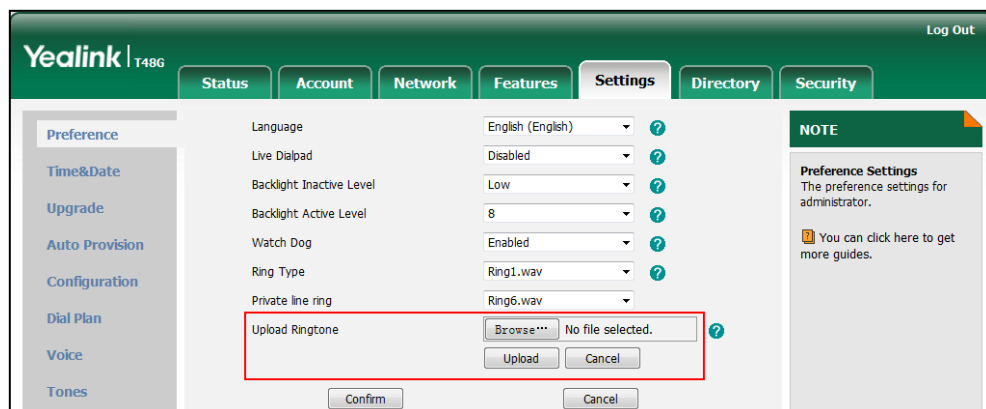 Log Out
Yealink T48G
Status Account Network Features Settings Directory Security
Preference
Time&Date
Upgrade
Auto Provision
Configuration
Dial Plan
Voice
Tones
Language English (English)
Live Dialpad Disabled
Backlight Inactive Level Low
Backlight Active Level 8
Watch Dog Enabled
Ring Type Ring1.wav
Private line ring Ring6.wav
Upload Ringtone Browse... No file selected.
Upload Cancel
Confirm Cancel
NOTE
Preference Settings
The preference settings for
administrator.
You can click here to get
more guides.